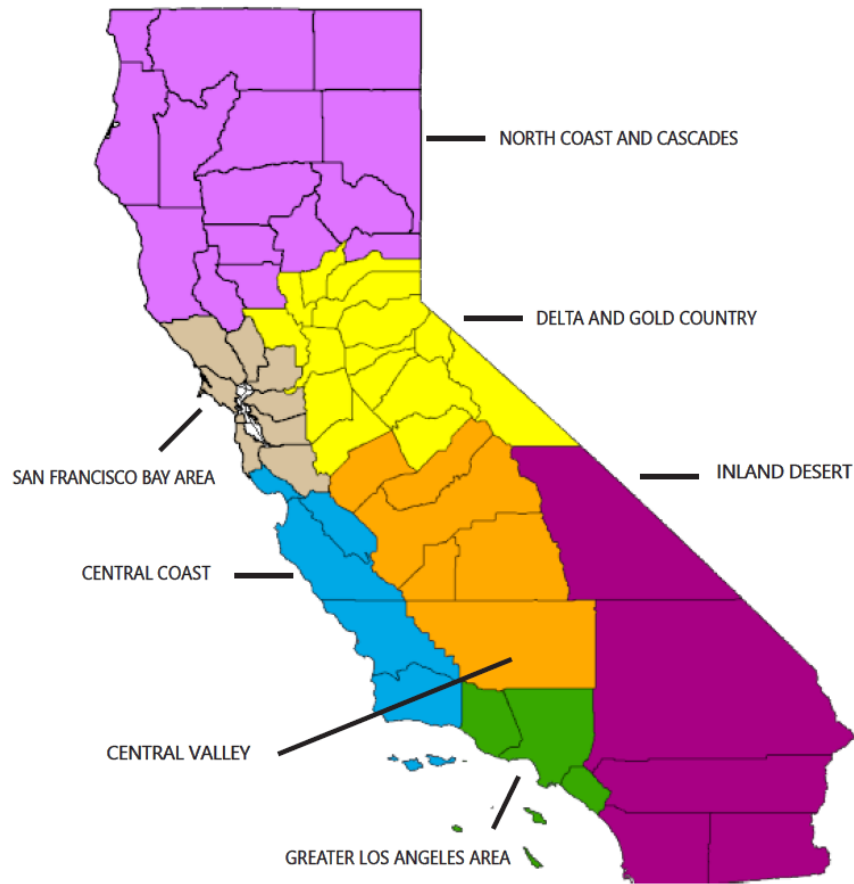 NORTH COAST AND CASCADES
DELTA AND GOLD COUNTRY
SAN FRANCISCO BAY AREA
INLAND DESERT
CENTRAL COAST
CENTRAL VALLEY
GREATER LOS ANGELES AREA